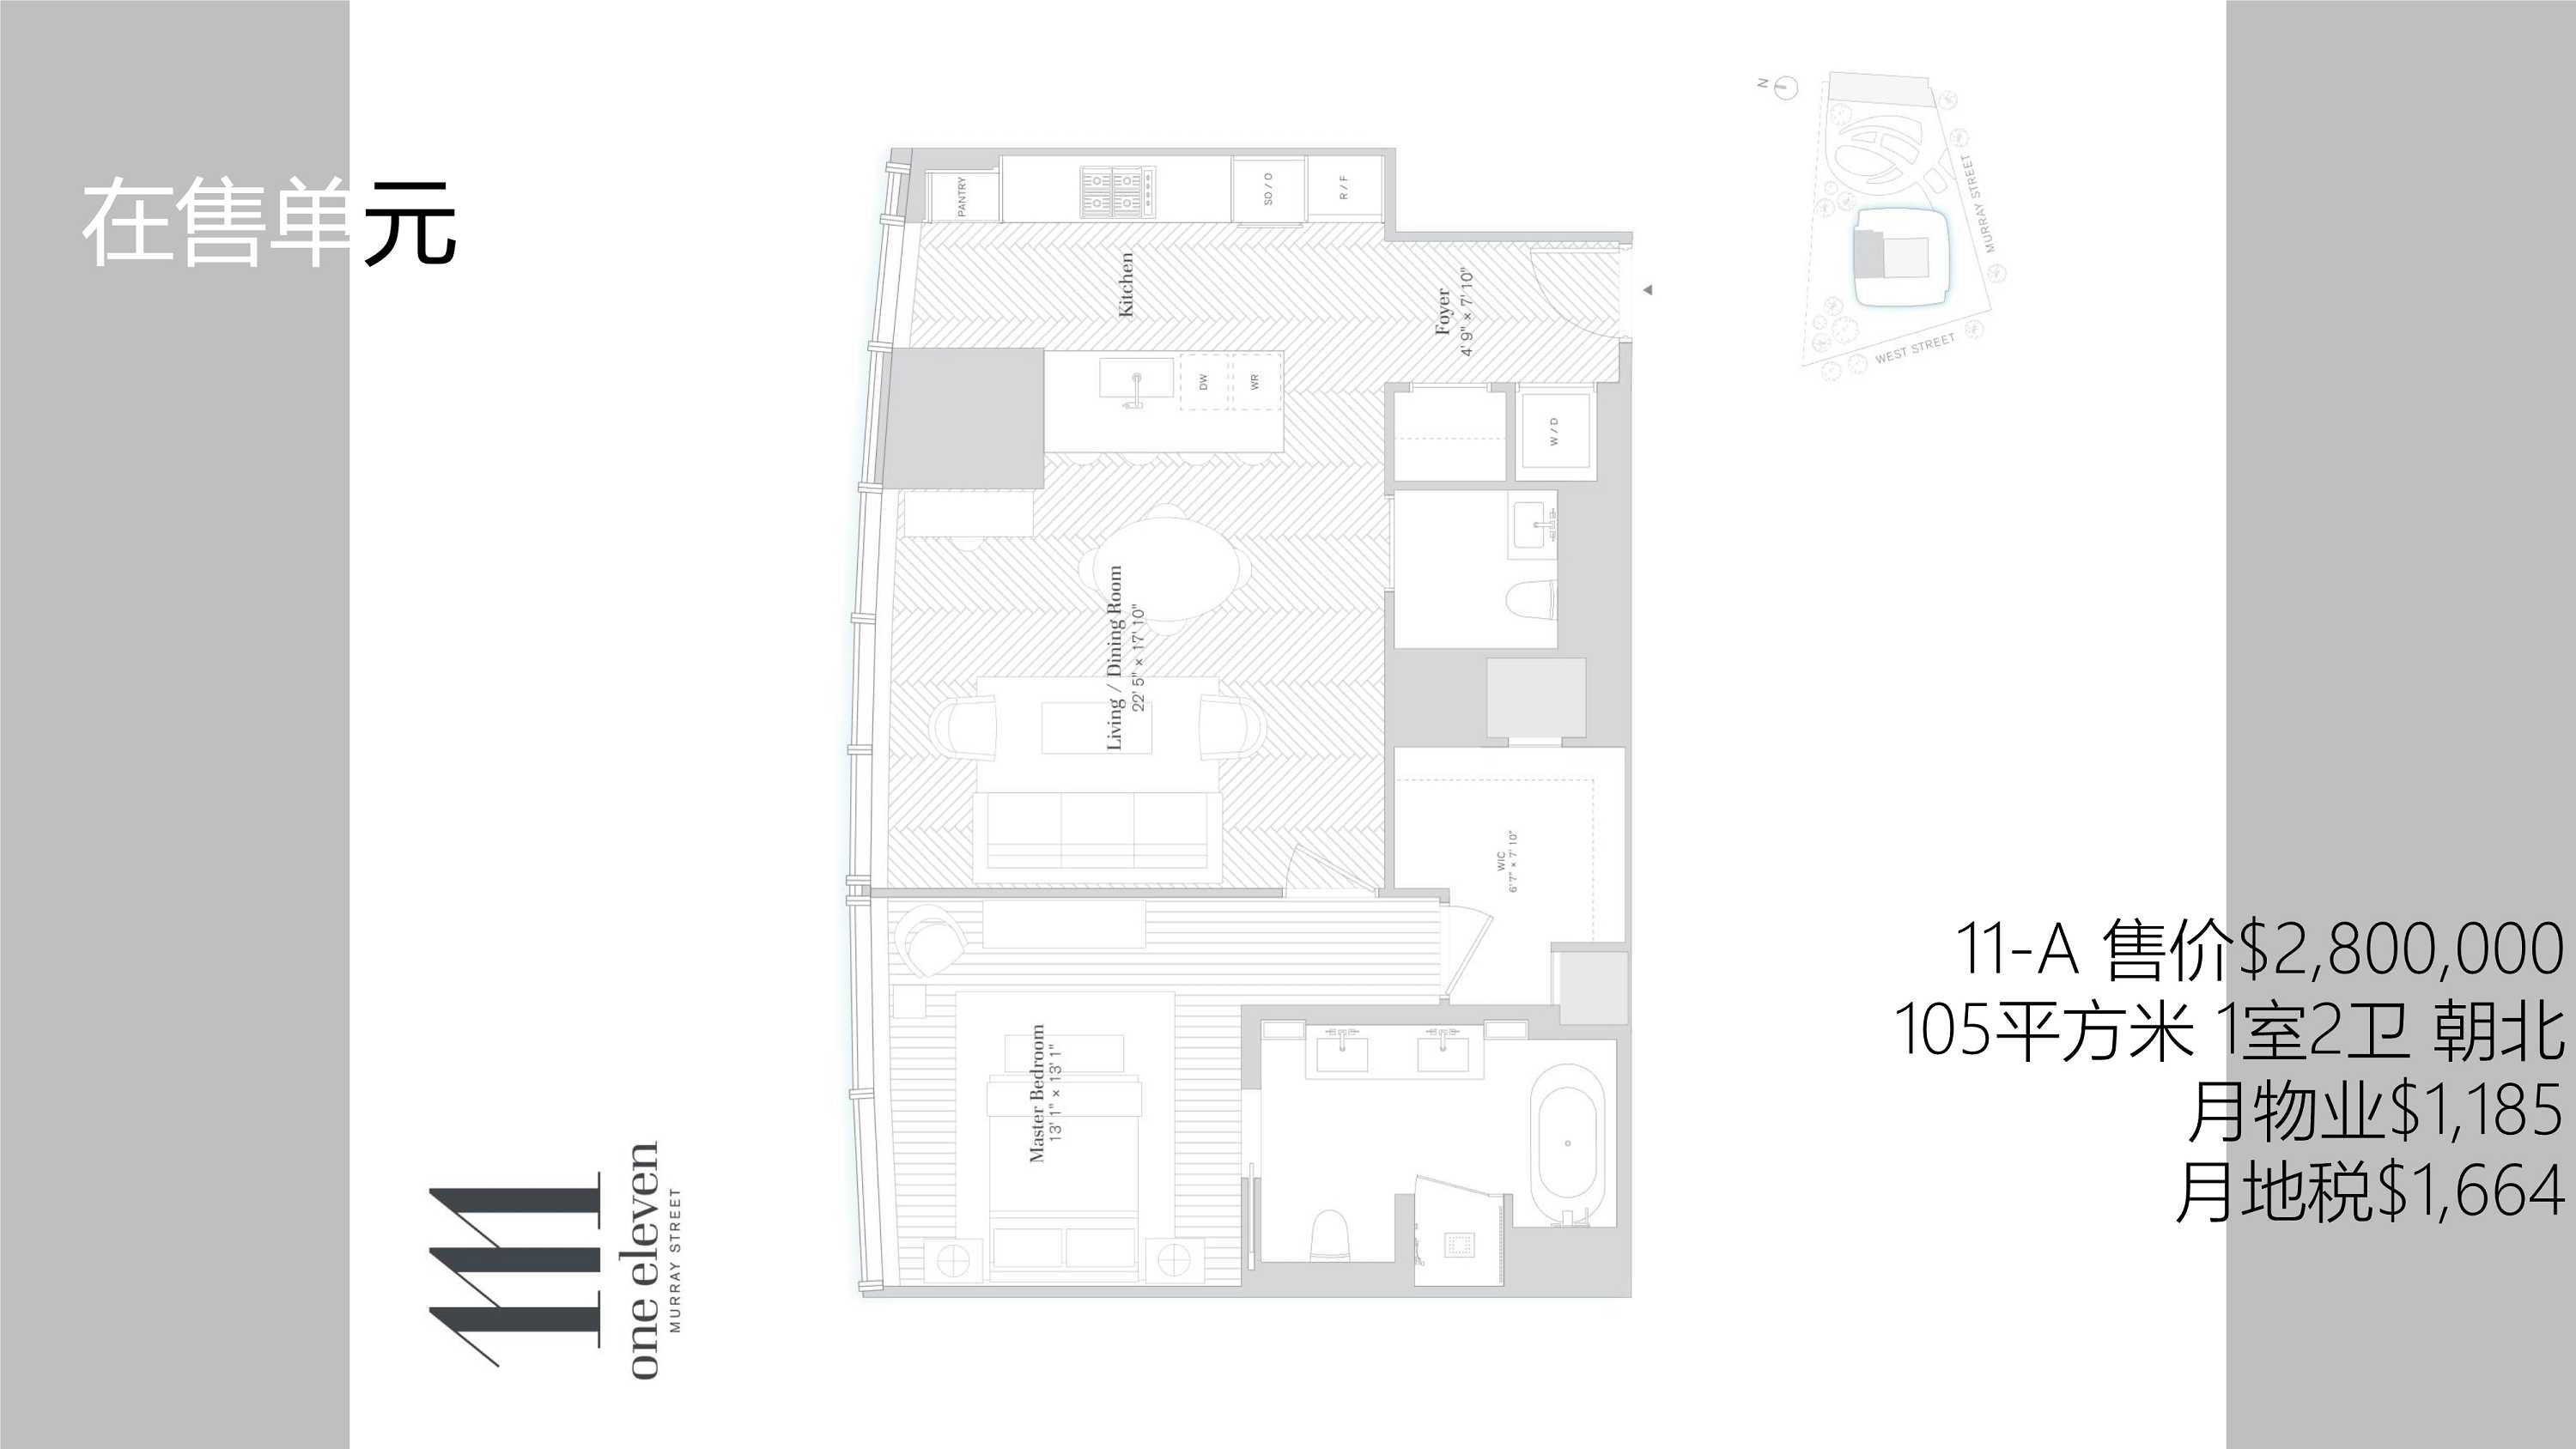 在售单元
PANTRY
SO / O
R / F
Kitchen
Foyer
4' 9" × 7' 10"
DW
WR
W / D
Living / Dining Room
22' 5" × 17' 10"
WIC
6' 7" × 7' 10"
Master Bedroom
13' 1" × 13' 1"
N
MURRAY STREET
WEST STREET
one eleven
MURRAY STREET
11-A 售价$2,800,000
105平方米 1室2卫 朝北
月物业$1,185
月地税$1,664